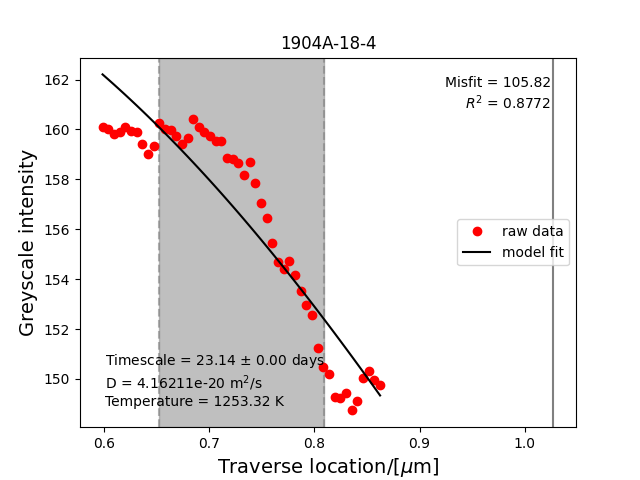 1904A-18-4
Misfit = 105.82
R² = 0.8772
162
160
158
156
154
152
150
Greyscale intensity
raw data
model fit
Timescale = 23.14 ± 0.00 days
D = 4.16211e-20 m²/s
Temperature = 1253.32 K
0.6 0.7 0.8 0.9 1.0
Traverse location/[μm]